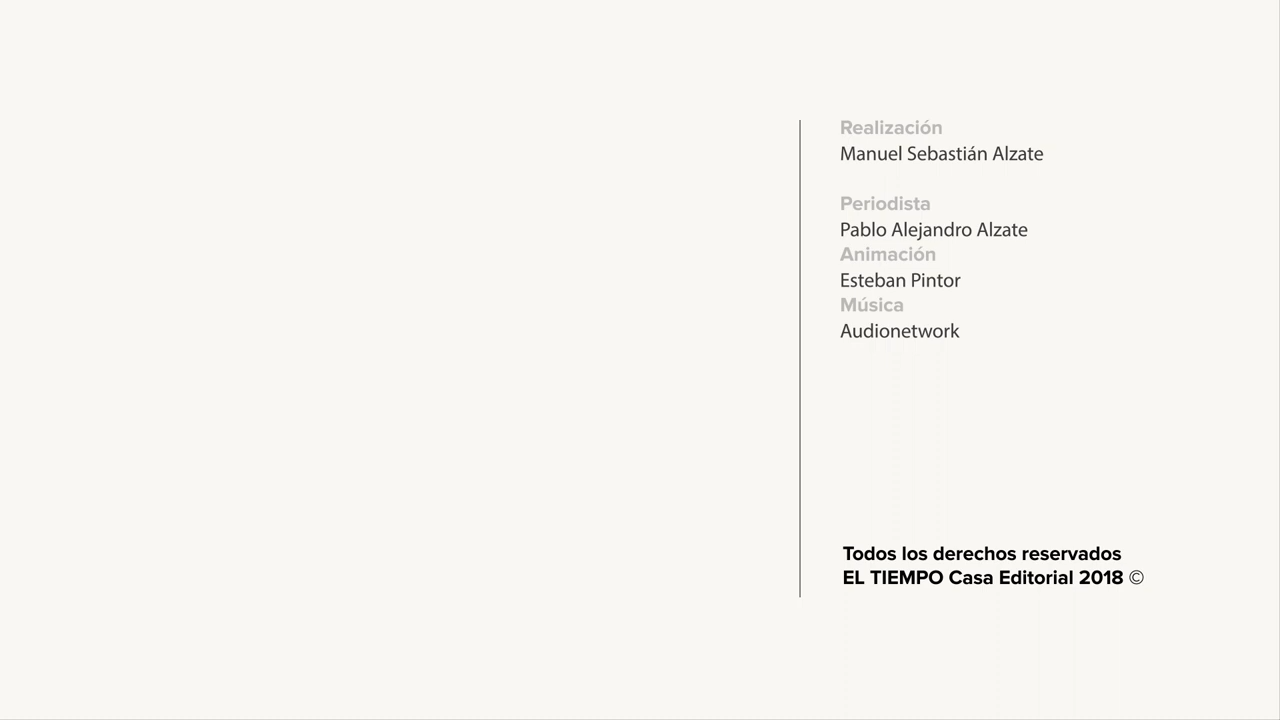 Realización
Manuel Sebastián Alzate
Periodista
Pablo Alejandro Alzate
Animación
Esteban Pintor
Música
Audionetwork
Todos los derechos reservados
EL TIEMPO Casa Editorial 2018 ©